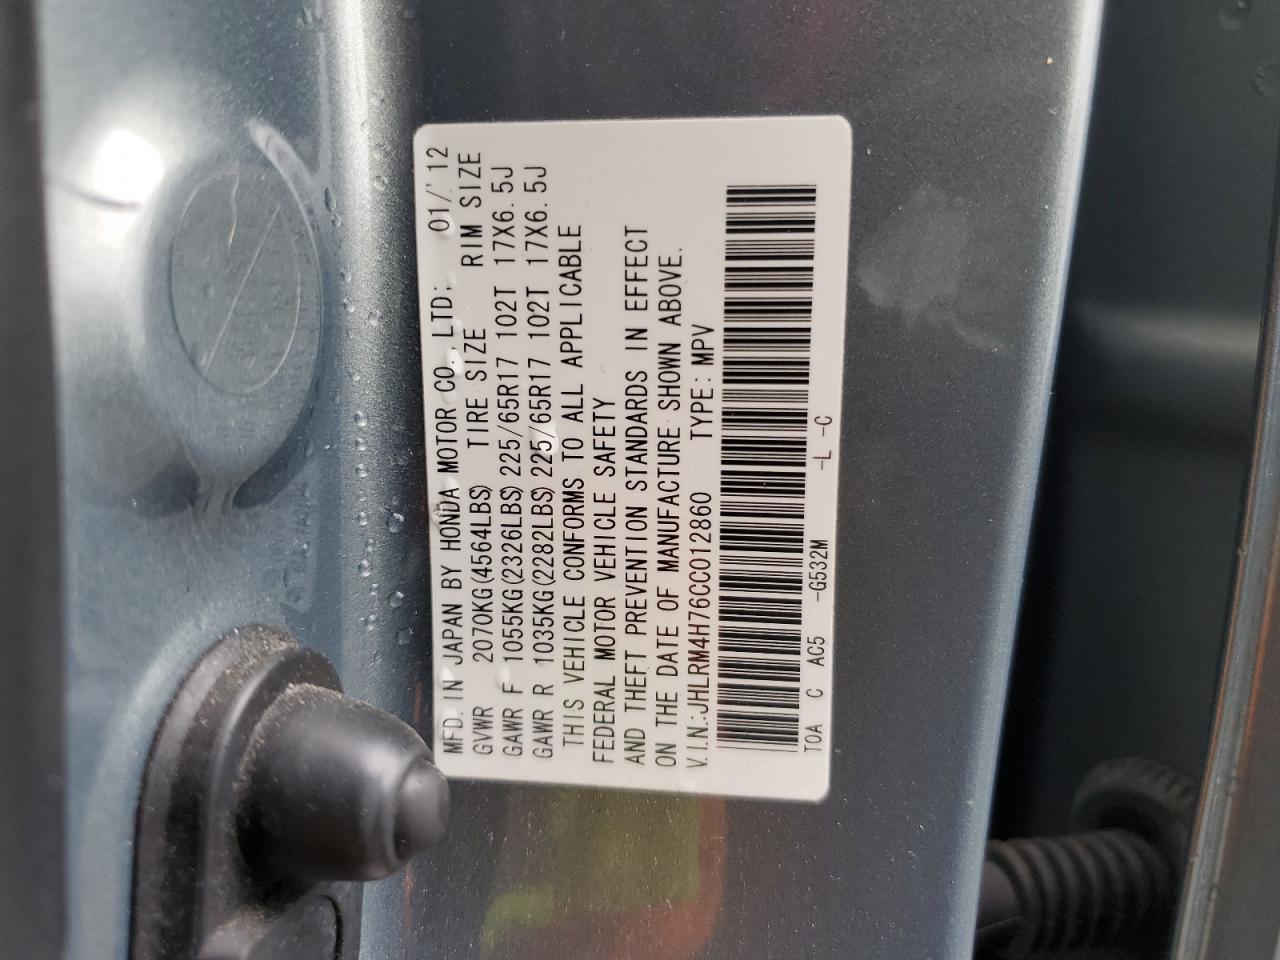 MFD. IN JAPAN BY HONDA MOTOR CO., LTD. 01/'12
GVWR 2070KG(4564LBS) TIRE SIZE RIM SIZE
GAWR F 1055KG(2326LBS) 225/65R17 102T 17X6.5J
GAWR R 1035KG(2282LBS) 225/65R17 102T 17X6.5J
THIS VEHICLE CONFORMS TO ALL APPLICABLE
FEDERAL MOTOR VEHICLE SAFETY
AND THEFT PREVENTION STANDARDS IN EFFECT
ON THE DATE OF MANUFACTURE SHOWN ABOVE.
V.I.N.:JHLRM4H76CC012860 TYPE:MPV
T0A C AC5 -G532M -L -C